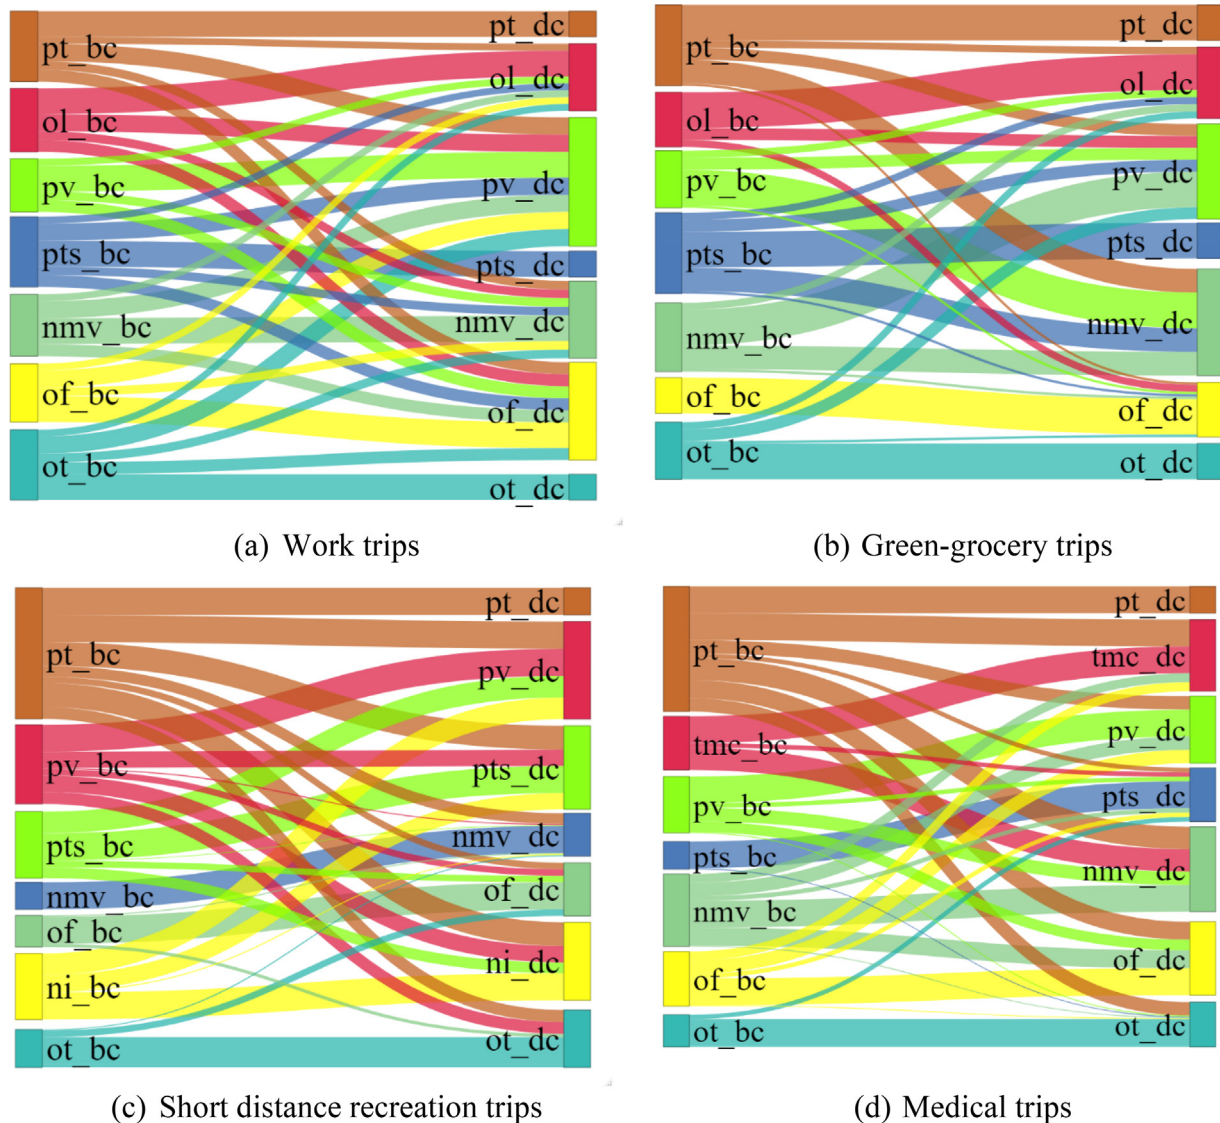 pt_bc
ol_bc
pv_bc
pts_bc
nmv_bc
of_bc
ot_bc
pt_dc
ol_dc
pv_dc
pts_dc
nmv_dc
of_dc
ot_dc
(a) Work trips
pt_bc
ol_bc
pv_bc
pts_bc
nmv_bc
of_bc
ot_bc
pt_dc
ol_dc
pv_dc
pts_dc
nmv_dc
of_dc
ot_dc
(b) Green-grocery trips
pt_bc
pv_bc
pts_bc
nmv_bc
of_bc
ni_bc
ot_bc
pt_dc
pv_dc
pts_dc
nmv_dc
of_dc
ni_dc
ot_dc
(c) Short distance recreation trips
pt_bc
tmc_bc
pv_bc
pts_bc
nmv_bc
of_bc
ot_bc
pt_dc
tmc_dc
pv_dc
pts_dc
nmv_dc
of_dc
ot_dc
(d) Medical trips